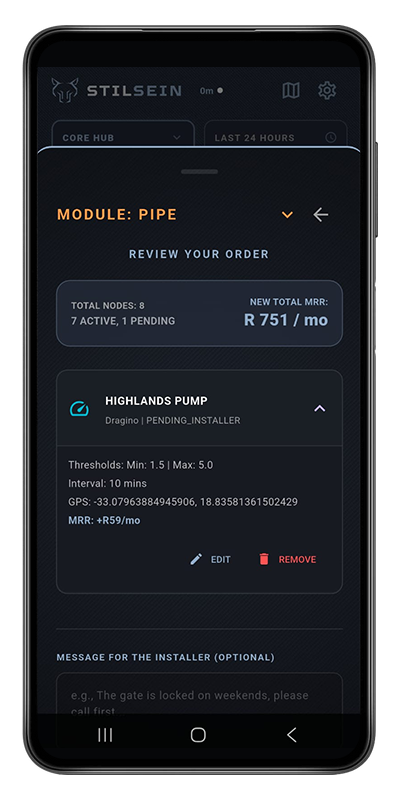 STILSEIN
0m
CORE HUB
LAST 24 HOURS
MODULE: PIPE
REVIEW YOUR ORDER
TOTAL NODES: 8
7 ACTIVE, 1 PENDING
NEW TOTAL MRR:
R 751 / mo
HIGHLANDS PUMP
Dragino | PENDING_INSTALLER
Thresholds: Min: 1.5 | Max: 5.0
Interval: 10 mins
GPS: -33.07963884945906, 18.83581361502429
MRR: +R59/mo
EDIT
REMOVE
MESSAGE FOR THE INSTALLER (OPTIONAL)
e.g., The gate is locked on weekends, please
call first